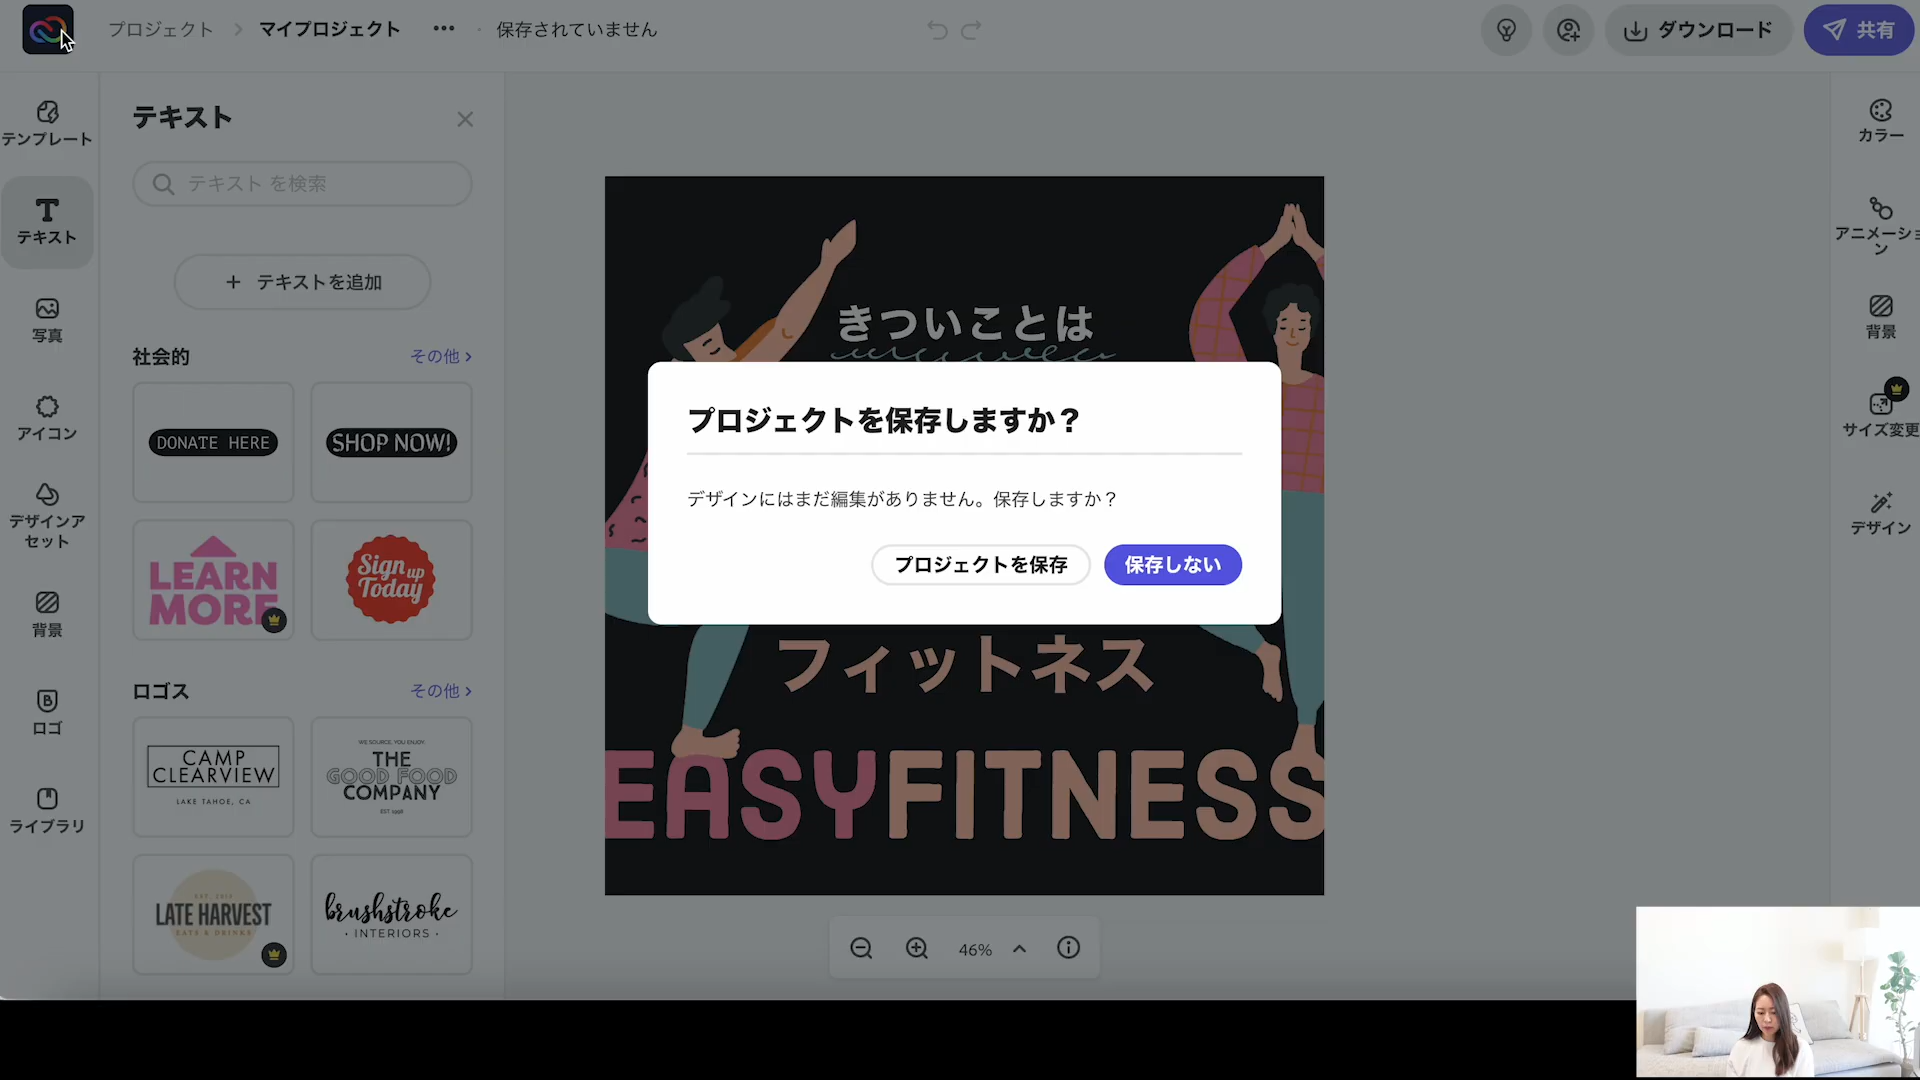 プロジェクト
マイプロジェクト
保存されていません
ダウンロード
共有
テンプレート
テキスト
写真
アイコン
デザインア
セット
背景
ロゴ
ライブラリ
テキスト
テキスト を検索
+ テキストを追加
社会的
その他
DONATE HERE
SHOP NOW!
LEARN
MORE
Sign up
Today
ロゴス
その他
CAMP
CLEARVIEW
LAKE TAHOE, CA
WE SOURCE, YOU ENJOY
THE
GOOD FOOD
COMPANY
LATE HARVEST
EATS & DRINKS
brushstroke
· INTERIORS ·
きついことは
プロジェクトを保存しますか？
デザインにはまだ編集がありません。保存しますか？
プロジェクトを保存
保存しない
フィットネス
EASYFITNESS
46%
カラー
アニメーショ
ン
背景
サイズ変更
デザイン